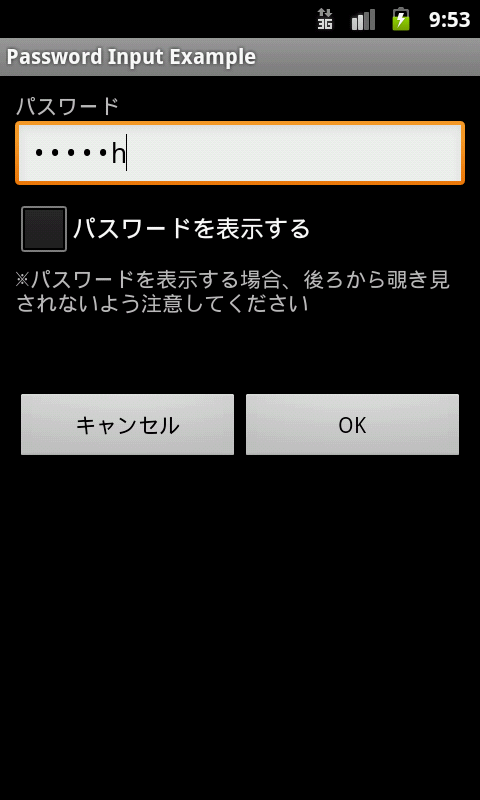 3G 9:53
Password Input Example
パスワード
•••••h
パスワードを表示する
※パスワードを表示する場合、後ろから覗き見
されないよう注意してください
キャンセル OK